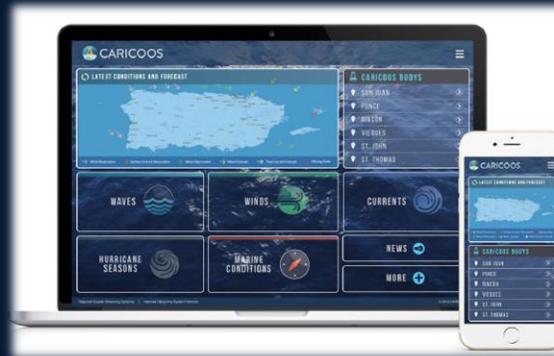 CARICOOS
LATEST CONDITIONS AND FORECAST
CARICOOS BUOYS
SAN JUAN
PONCE
RINCÓN
VIEQUES
ST. JOHN
ST. THOMAS
WAVES
WINDS
CURRENTS
HURRICANE
SEASONS
MARINE
CONDITIONS
NEWS
MORE
CARICOOS
LATEST CONDITIONS AND FORECAST
CARICOOS BUOYS
SAN JUAN
PONCE
RINCÓN
VIEQUES
ST. JOHN
ST. THOMAS